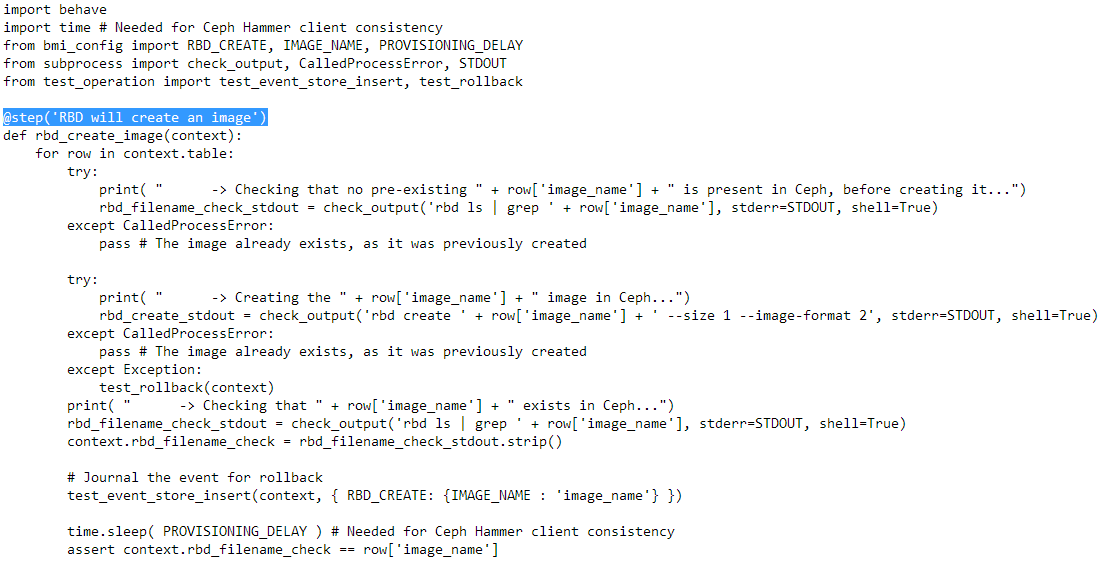 import behave
import time # Needed for Ceph Hammer client consistency
from bmi_config import RBD_CREATE, IMAGE_NAME, PROVISIONING_DELAY
from subprocess import check_output, CalledProcessError, STDOUT
from test_operation import test_event_store_insert, test_rollback

@step('RBD will create an image')
def rbd_create_image(context):
    for row in context.table:
        try:
            print( "      -> Checking that no pre-existing " + row['image_name'] + " is present in Ceph, before creating it...")
            rbd_filename_check_stdout = check_output('rbd ls | grep ' + row['image_name'], stderr=STDOUT, shell=True)
        except CalledProcessError:
            pass # The image already exists, as it was previously created

        try:
            print( "      -> Creating the " + row['image_name'] + " image in Ceph...")
            rbd_create_stdout = check_output('rbd create ' + row['image_name'] + ' --size 1 --image-format 2', stderr=STDOUT, shell=True)
        except CalledProcessError:
            pass # The image already exists, as it was previously created
        except Exception:
            test_rollback(context)
        print( "      -> Checking that " + row['image_name'] + " exists in Ceph...")
        rbd_filename_check_stdout = check_output('rbd ls | grep ' + row['image_name'], stderr=STDOUT, shell=True)
        context.rbd_filename_check = rbd_filename_check_stdout.strip()

        # Journal the event for rollback
        test_event_store_insert(context, { RBD_CREATE: {IMAGE_NAME : 'image_name'} })

        time.sleep( PROVISIONING_DELAY ) # Needed for Ceph Hammer client consistency
        assert context.rbd_filename_check == row['image_name']